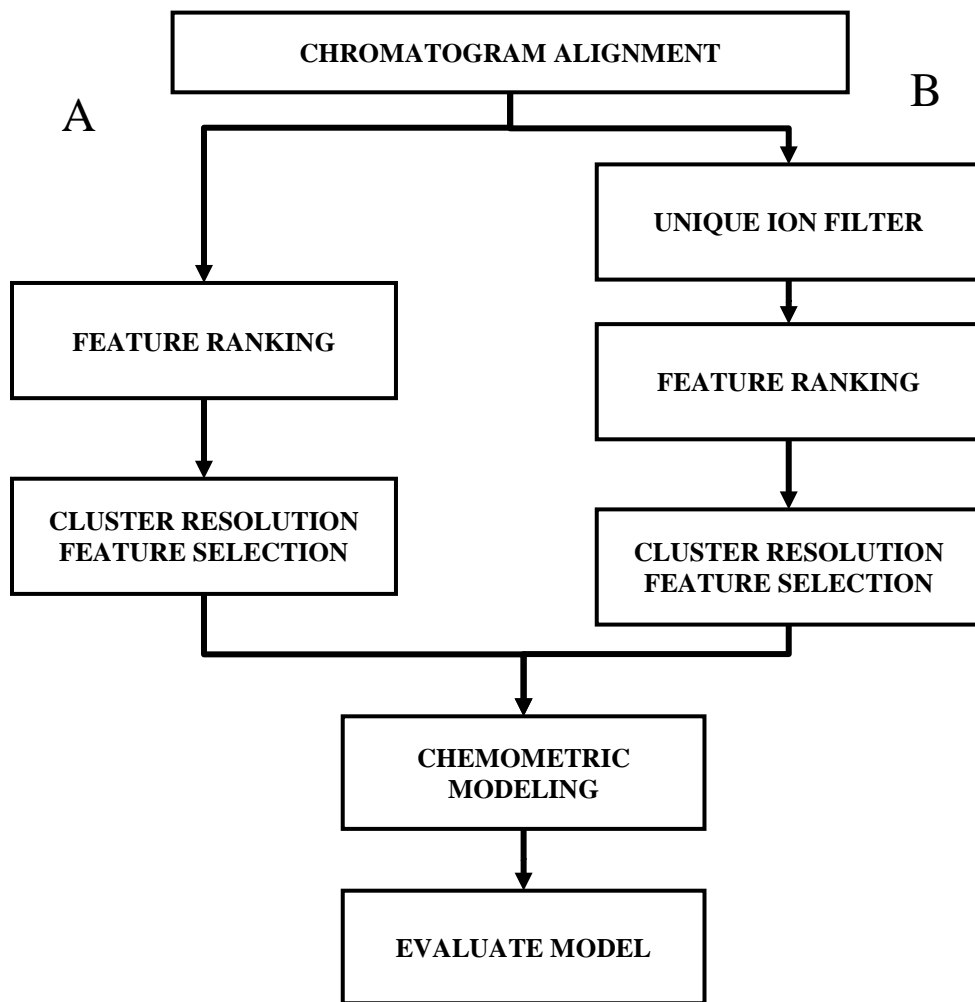 CHROMATOGRAM ALIGNMENT
A
B
UNIQUE ION FILTER
FEATURE RANKING
FEATURE RANKING
CLUSTER RESOLUTION
FEATURE SELECTION
CLUSTER RESOLUTION
FEATURE SELECTION
CHEMOMETRIC
MODELING
EVALUATE MODEL